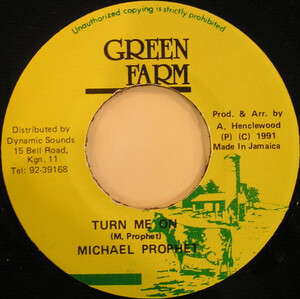 Unauthorized copying is strictly prohibited
GREEN
FARM
Distributed by
Dynamic Sounds
15 Bell Road,
Kgn, 11
Tel: 92-39168
Prod. & Arr. by
A, Henclewood
(P) (C) 1991
Made In Jamaica
TURN ME ON
(M, Prophet)
MICHAEL PROPHET